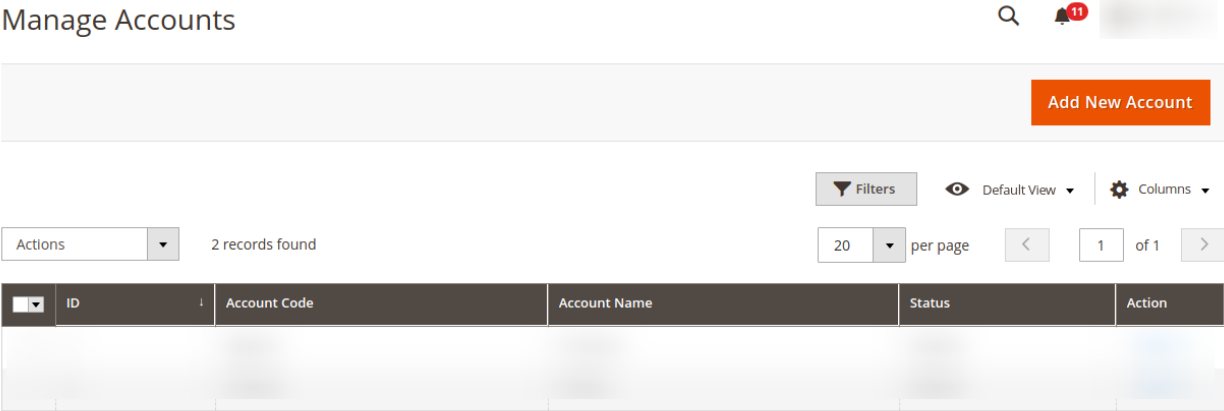 Manage Accounts
11
Add New Account
Filters
Default View
Columns
Actions
2 records found
20
per page
1
of 1
ID
Account Code
Account Name
Status
Action